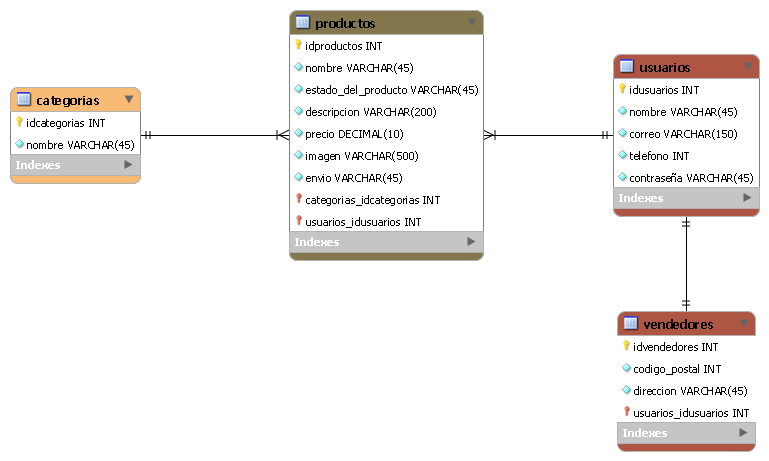 categorias
idcategorias INT
nombre VARCHAR(45)
Indexes
productos
idproductos INT
nombre VARCHAR(45)
estado_del_producto VARCHAR(45)
descripcion VARCHAR(200)
precio DECIMAL(10)
imagen VARCHAR(500)
envio VARCHAR(45)
categorias_idcategorias INT
usuarios_idusuarios INT
Indexes
usuarios
idusuarios INT
nombre VARCHAR(45)
correo VARCHAR(150)
telefono INT
contraseña VARCHAR(45)
Indexes
vendedores
idvendedores INT
codigo_postal INT
direccion VARCHAR(45)
usuarios_idusuarios INT
Indexes